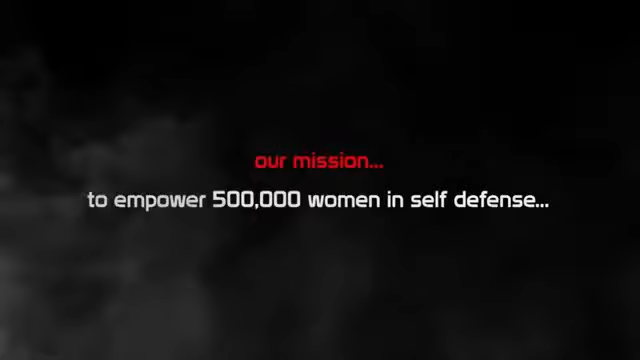 our mission...
to empower 500,000 women in self defense...